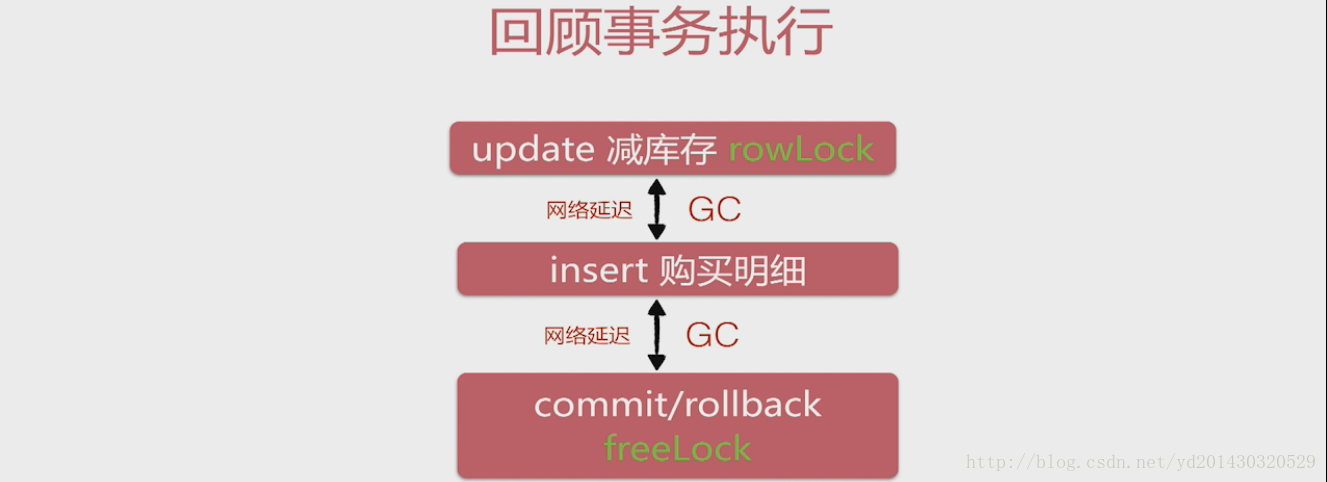 回顾事务执行
update 减库存 rowLock
网络延迟 GC
insert 购买明细
网络延迟 GC
commit/rollback
freeLock
http://blog.csdn.net/yd201430320529